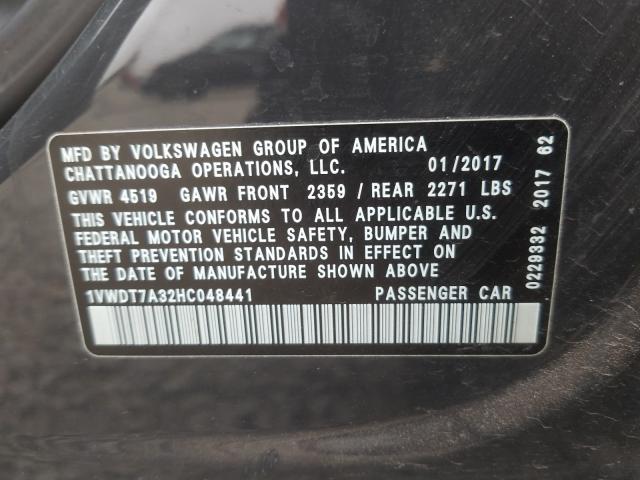 MFD BY VOLKSWAGEN GROUP OF AMERICA
CHATTANOOGA OPERATIONS, LLC. 01/2017
GVWR 4519 GAWR FRONT 2359 / REAR 2271 LBS
THIS VEHICLE CONFORMS TO ALL APPLICABLE U.S.
FEDERAL MOTOR VEHICLE SAFETY, BUMPER AND
THEFT PREVENTION STANDARDS IN EFFECT ON
THE DATE OF MANUFACTURE SHOWN ABOVE.
1VWDT7A32HC048441 PASSENGER CAR
0229332 2017 62